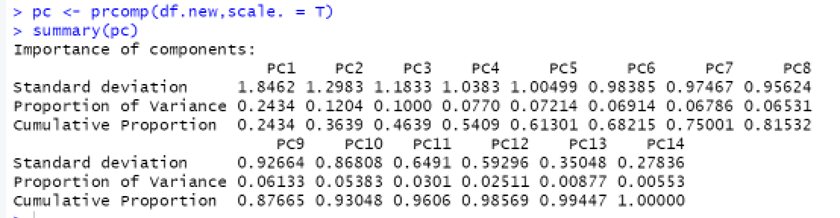 > pc <- prcomp(df.new,scale. = T)
> summary(pc)
Importance of components:
PC1 PC2 PC3 PC4 PC5 PC6 PC7 PC8
Standard deviation 1.8462 1.2983 1.1833 1.0383 1.00499 0.98385 0.97467 0.95624
Proportion of Variance 0.2434 0.1204 0.1000 0.0770 0.07214 0.06914 0.06786 0.06531
Cumulative Proportion 0.2434 0.3639 0.4639 0.5409 0.61301 0.68215 0.75001 0.81532
PC9 PC10 PC11 PC12 PC13 PC14
Standard deviation 0.92664 0.86808 0.6491 0.59296 0.35048 0.27836
Proportion of Variance 0.06133 0.05383 0.0301 0.02511 0.00877 0.00553
Cumulative Proportion 0.87665 0.93048 0.9606 0.98569 0.99447 1.00000